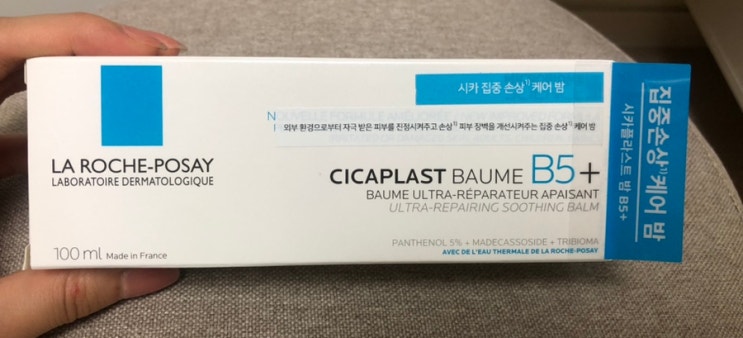 LA ROCHE-POSAY
LABORATOIRE DERMATOLOGIQUE
100 ml Made in France
시카 집중 손상¹⁾ 케어 밤
외부 환경으로부터 자극 받은 피부를 진정시켜주고 손상¹⁾ 피부 장벽을 개선시켜주는 집중 손상¹⁾ 케어 밤
CICAPLAST BAUME B5+
BAUME ULTRA-RÉPARATEUR APAISANT
ULTRA-REPAIRING SOOTHING BALM
PANTHENOL 5% + MADECASSOSIDE + TRIBIOMA
AVEC DE L'EAU THERMALE DE LA ROCHE-POSAY
집중손상¹⁾케어 밤
시카플라스트 밤 B5+